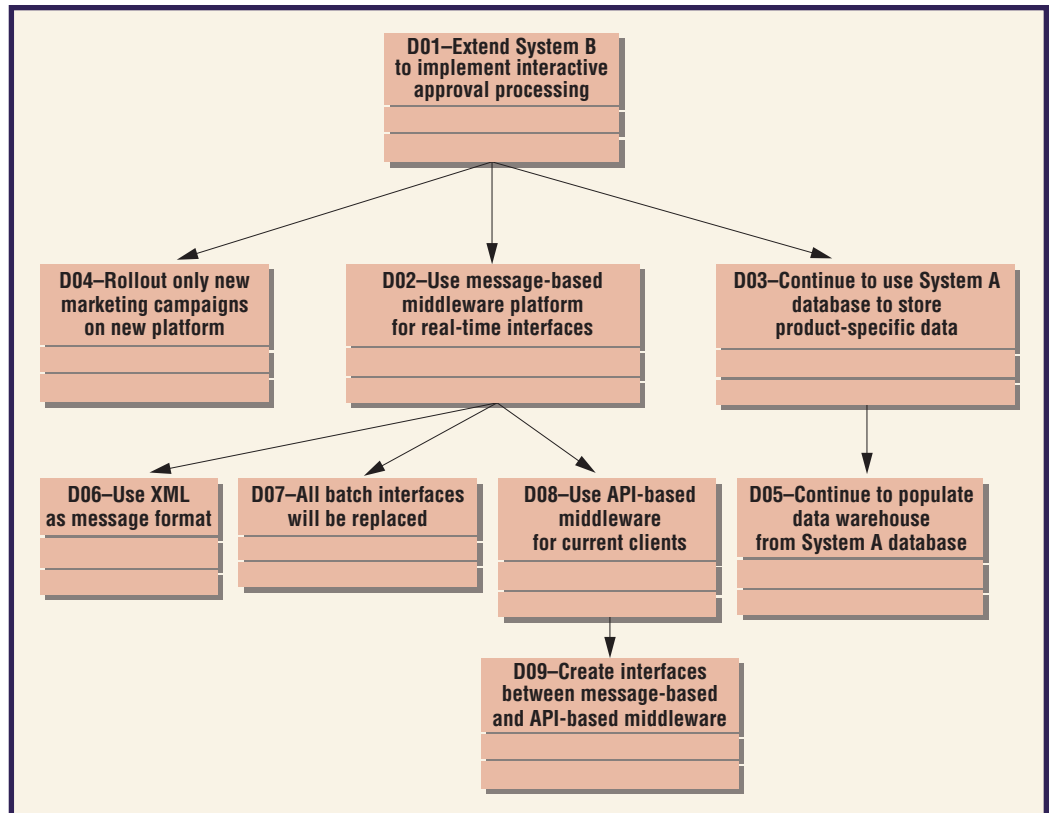 D01–Extend System B
to implement interactive
approval processing
D04–Rollout only new
marketing campaigns
on new platform
D02–Use message-based
middleware platform
for real-time interfaces
D03–Continue to use System A
database to store
product-specific data
D06–Use XML
as message format
D07–All batch interfaces
will be replaced
D08–Use API-based
middleware
for current clients
D05–Continue to populate
data warehouse
from System A database
D09–Create interfaces
between message-based
and API-based middleware